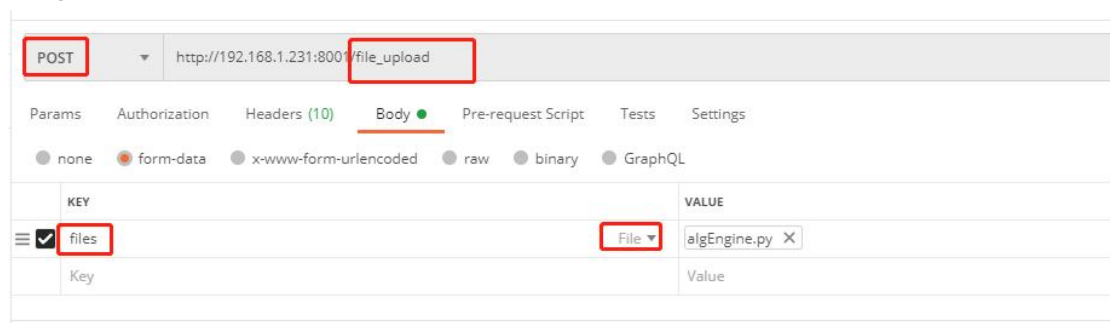 POST http://192.168.1.231:8001/file_upload
Params Authorization Headers (10) Body Pre-request Script Tests Settings
none form-data x-www-form-urlencoded raw binary GraphQL
KEY VALUE
files File algEngine.py
Key Value